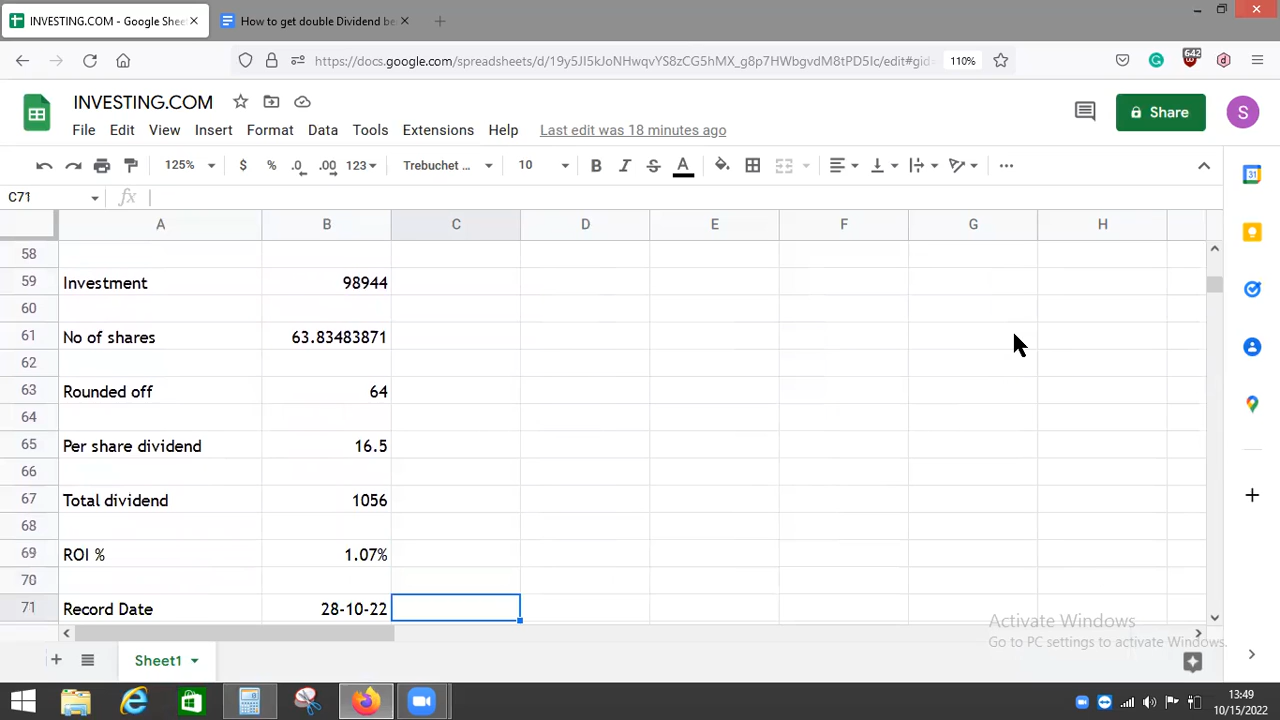 INVESTING.COM - Google Shee
How to get double Dividend be
https://docs.google.com/spreadsheets/d/19y5JI5kJoNHwqvYS8zCG5hMX_g8p7HWbgvdM8tPD5Ic/edit#gid
110%
642
INVESTING.COM
File Edit View Insert Format Data Tools Extensions Help Last edit was 18 minutes ago
Share
S
125% $ % .0 .00 123 Trebuchet ... 10 B I S A
C71 fx
A B C D E F G H
58
59 Investment 98944
60
61 No of shares 63.83483871
62
63 Rounded off 64
64
65 Per share dividend 16.5
66
67 Total dividend 1056
68
69 ROI % 1.07%
70
71 Record Date 28-10-22
Activate Windows
Go to PC settings to activate Windows.
Sheet1
31
13:49
10/15/2022